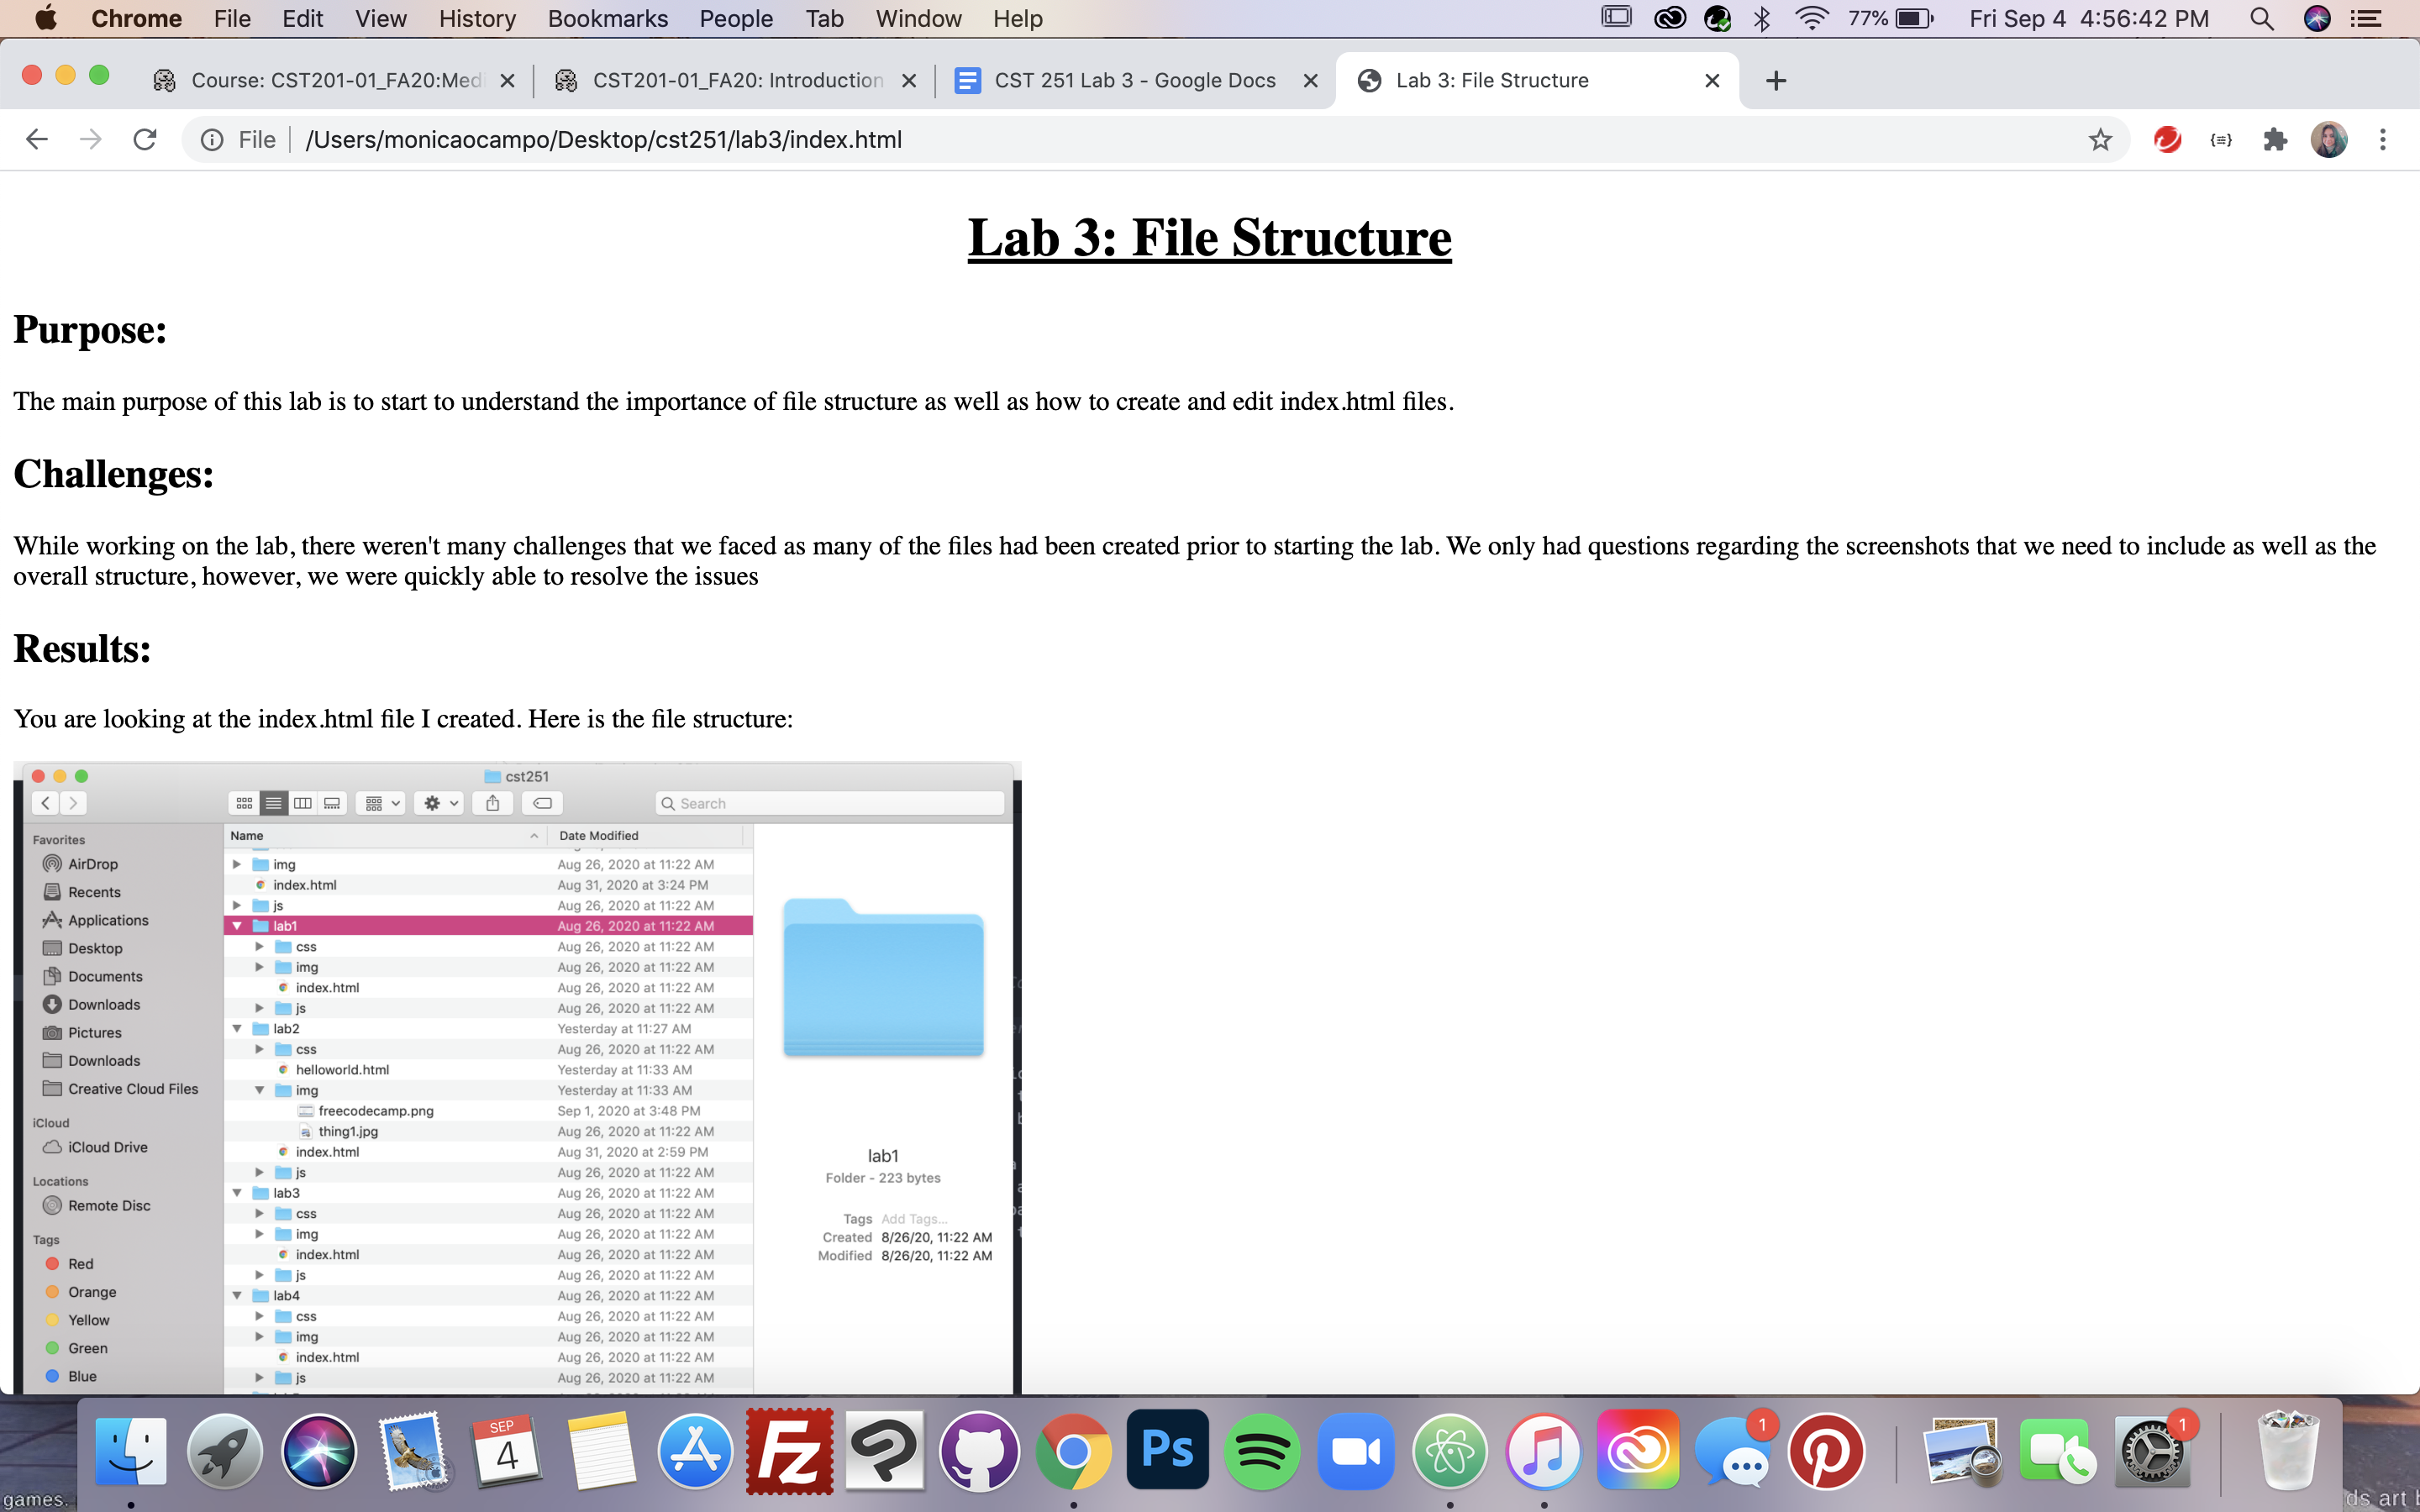 Chrome File Edit View History Bookmarks People Tab Window Help 77% Fri Sep 4 4:56:42 PM
Course: CST201-01_FA20:Med CST201-01_FA20: Introduction CST 251 Lab 3 - Google Docs Lab 3: File Structure
File /Users/monicaocampo/Desktop/cst251/lab3/index.html
Lab 3: File Structure
Purpose:
The main purpose of this lab is to start to understand the importance of file structure as well as how to create and edit index.html files.
Challenges:
While working on the lab, there weren't many challenges that we faced as many of the files had been created prior to starting the lab. We only had questions regarding the screenshots that we need to include as well as the
overall structure, however, we were quickly able to resolve the issues
Results:
You are looking at the index.html file I created. Here is the file structure:
cst251
Search
Favorites
AirDrop
Recents
Applications
Desktop
Documents
Downloads
Pictures
Downloads
Creative Cloud Files
iCloud
iCloud Drive
Locations
Remote Disc
Tags
Red
Orange
Yellow
Green
Blue
Name Date Modified
img Aug 26, 2020 at 11:22 AM
index.html Aug 31, 2020 at 3:24 PM
js Aug 26, 2020 at 11:22 AM
lab1 Aug 26, 2020 at 11:22 AM
css Aug 26, 2020 at 11:22 AM
img Aug 26, 2020 at 11:22 AM
index.html Aug 26, 2020 at 11:22 AM
js Aug 26, 2020 at 11:22 AM
lab2 Yesterday at 11:27 AM
css Aug 26, 2020 at 11:22 AM
helloworld.html Yesterday at 11:33 AM
img Yesterday at 11:33 AM
freecodecamp.png Sep 1, 2020 at 3:48 PM
thing1.jpg Aug 26, 2020 at 11:22 AM
index.html Aug 31, 2020 at 2:59 PM
js Aug 26, 2020 at 11:22 AM
lab3 Aug 26, 2020 at 11:22 AM
css Aug 26, 2020 at 11:22 AM
img Aug 26, 2020 at 11:22 AM
index.html Aug 26, 2020 at 11:22 AM
js Aug 26, 2020 at 11:22 AM
lab4 Aug 26, 2020 at 11:22 AM
css Aug 26, 2020 at 11:22 AM
img Aug 26, 2020 at 11:22 AM
index.html Aug 26, 2020 at 11:22 AM
js Aug 26, 2020 at 11:22 AM
lab1
Folder - 223 bytes
Tags Add Tags...
Created 8/26/20, 11:22 AM
Modified 8/26/20, 11:22 AM
SEP
4
Fz
Ps
1
1
games.
ds art